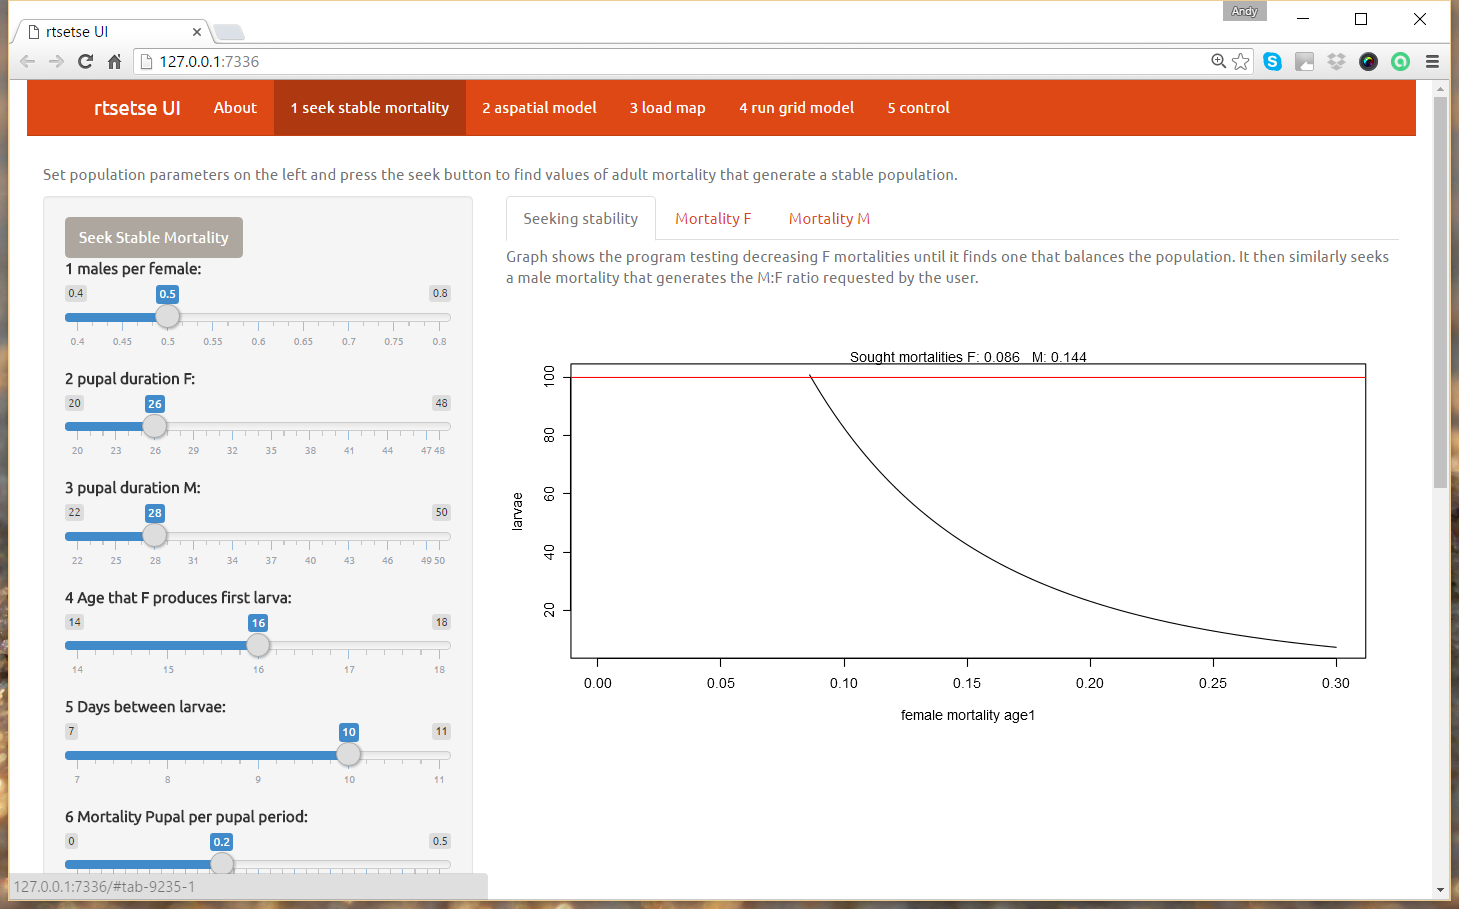 Andy
rtsetse UI
127.0.0.1:7336
rtsetse UI About 1 seek stable mortality 2 aspatial model 3 load map 4 run grid model 5 control
Set population parameters on the left and press the seek button to find values of adult mortality that generate a stable population.
Seek Stable Mortality
1 males per female:
0.4 0.5 0.8
0.4 0.45 0.5 0.55 0.6 0.65 0.7 0.75 0.8
2 pupal duration F:
20 26 48
20 23 26 29 32 35 38 41 44 47 48
3 pupal duration M:
22 28 50
22 25 28 31 34 37 40 43 46 49 50
4 Age that F produces first larva:
14 16 18
14 15 16 17 18
5 Days between larvae:
7 10 11
7 8 9 10 11
6 Mortality Pupal per pupal period:
0 0.2 0.5
Seeking stability Mortality F Mortality M
Graph shows the program testing decreasing F mortalities until it finds one that balances the population. It then similarly seeks
a male mortality that generates the M:F ratio requested by the user.
Sought mortalities F: 0.086 M: 0.144
100
80
60
40
20
larvae
0.00 0.05 0.10 0.15 0.20 0.25 0.30
female mortality age1
127.0.0.1:7336/#tab-9235-1